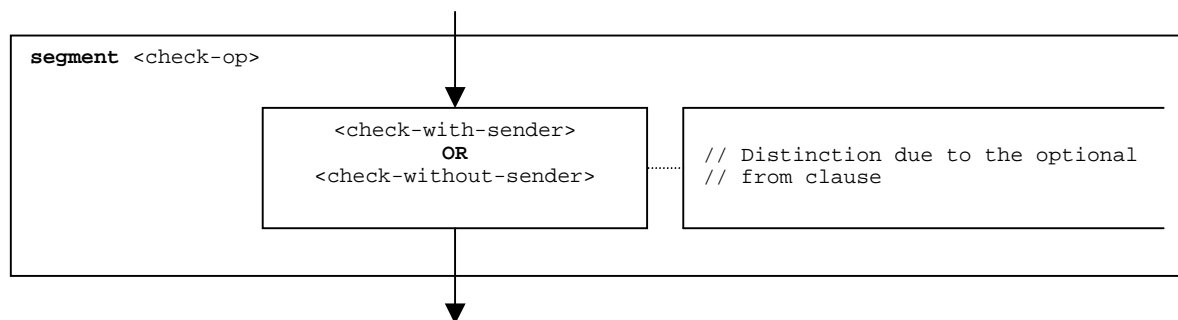 segment <check-op>
<check-with-sender>
OR
<check-without-sender>
// Distinction due to the optional
// from clause